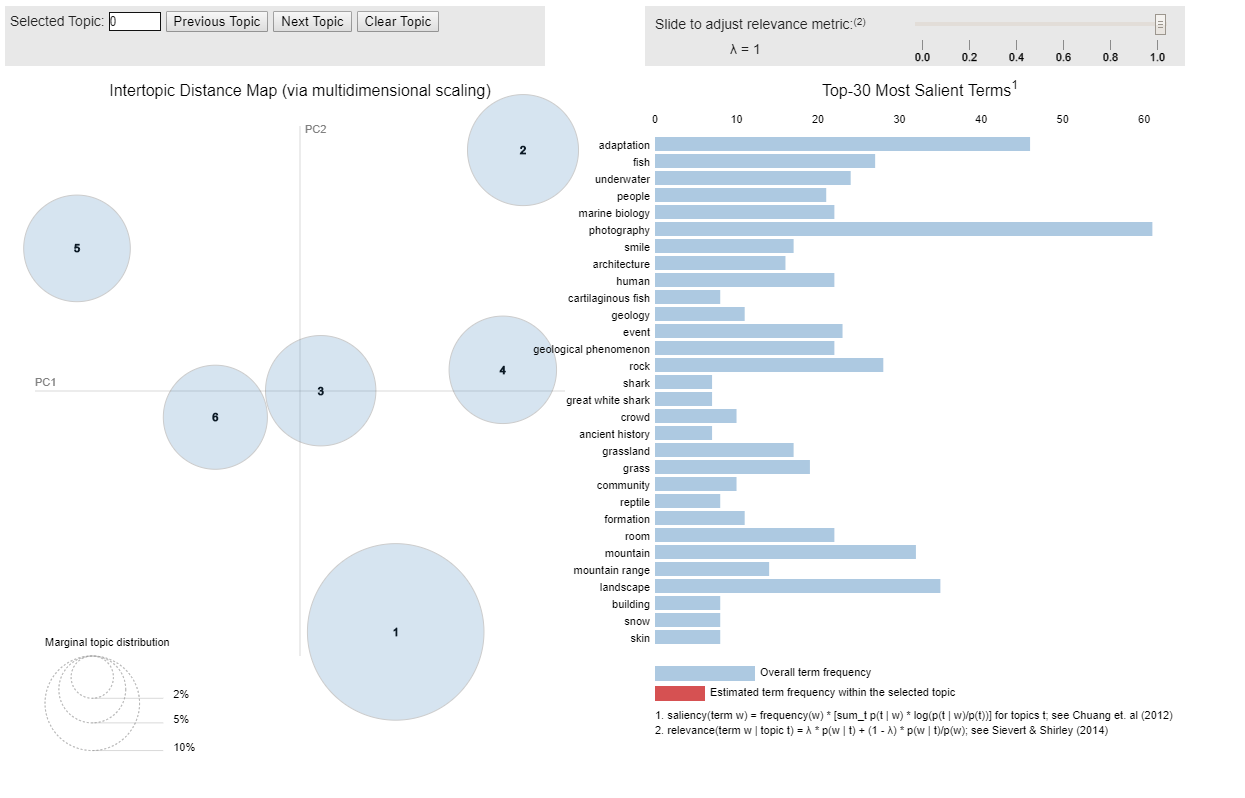 Selected Topic: 0 Previous Topic Next Topic Clear Topic
Slide to adjust relevance metric:(2)
λ = 1
0.0 0.2 0.4 0.6 0.8 1.0
Intertopic Distance Map (via multidimensional scaling)
PC2
PC1
2
5
4
3
6
1
Marginal topic distribution
2%
5%
10%
Top-30 Most Salient Terms1
0 10 20 30 40 50 60
adaptation
fish
underwater
people
marine biology
photography
smile
architecture
human
cartilaginous fish
geology
event
geological phenomenon
rock
shark
great white shark
crowd
ancient history
grassland
grass
community
reptile
formation
room
mountain
mountain range
landscape
building
snow
skin
Overall term frequency
Estimated term frequency within the selected topic
1. saliency(term w) = frequency(w) * [sum_t p(t | w) * log(p(t | w)/p(t))] for topics t; see Chuang et. al (2012)
2. relevance(term w | topic t) = λ * p(w | t) + (1 - λ) * p(w | t)/p(w); see Sievert & Shirley (2014)